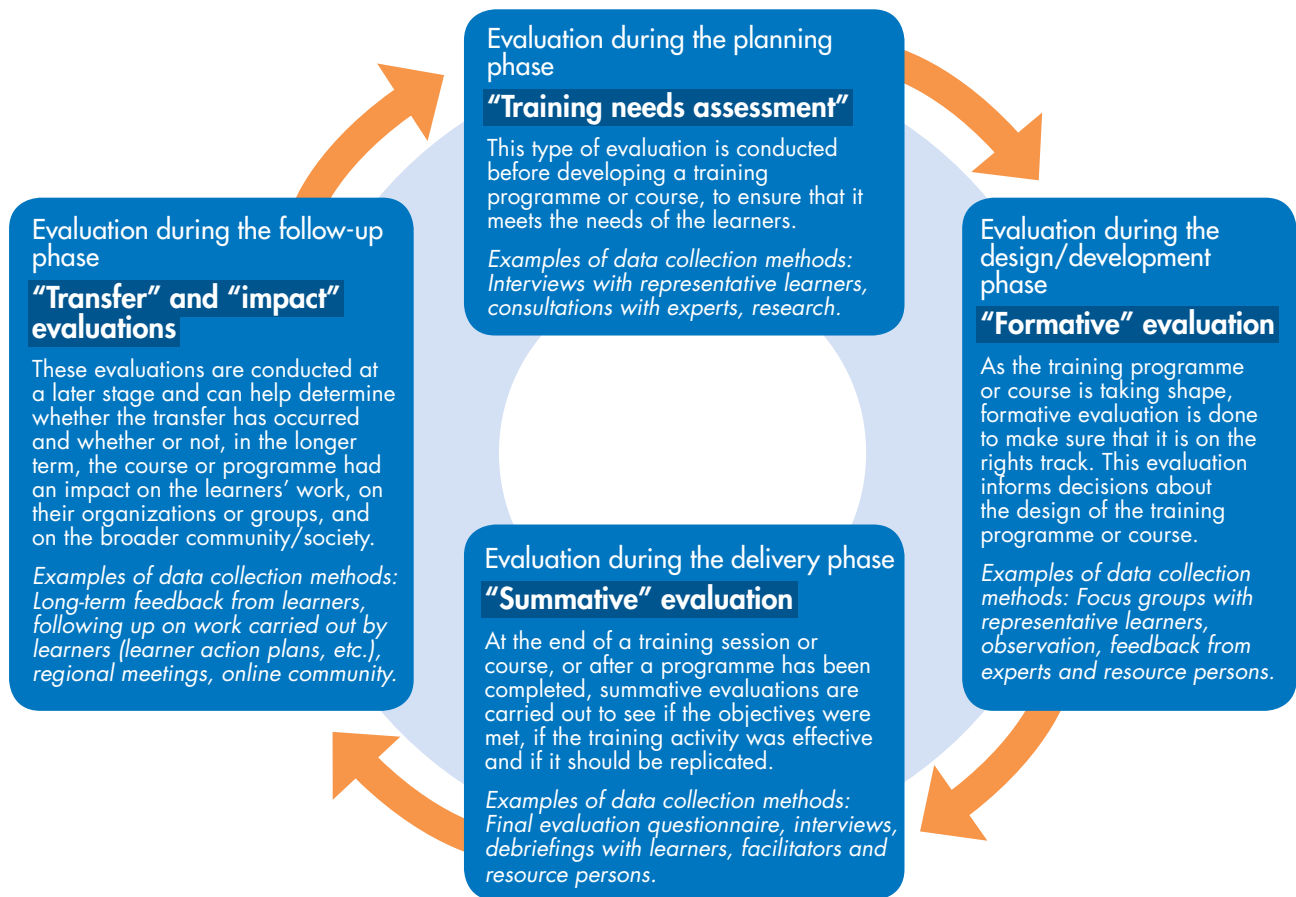 Evaluation during the planning
phase
“Training needs assessment”
This type of evaluation is conducted
before developing a training
programme or course, to ensure that it
meets the needs of the learners.
Examples of data collection methods:
Interviews with representative learners,
consultations with experts, research.
Evaluation during the
design/development
phase
“Formative” evaluation
As the training programme
or course is taking shape,
formative evaluation is done
to make sure that it is on the
rights track. This evaluation
informs decisions about
the design of the training
programme or course.
Examples of data collection
methods: Focus groups with
representative learners,
observation, feedback from
experts and resource persons.
Evaluation during the delivery phase
“Summative” evaluation
At the end of a training session or
course, or after a programme has been
completed, summative evaluations are
carried out to see if the objectives were
met, if the training activity was effective
and if it should be replicated.
Examples of data collection methods:
Final evaluation questionnaire, interviews,
debriefings with learners, facilitators and
resource persons.
Evaluation during the follow-up
phase
“Transfer” and “impact”
evaluations
These evaluations are conducted at
a later stage and can help determine
whether the transfer has occurred
and whether or not, in the longer
term, the course or programme had
an impact on the learners’ work, on
their organizations or groups, and
on the broader community/society.
Examples of data collection methods:
Long-term feedback from learners,
following up on work carried out by
learners (learner action plans, etc.),
regional meetings, online community.